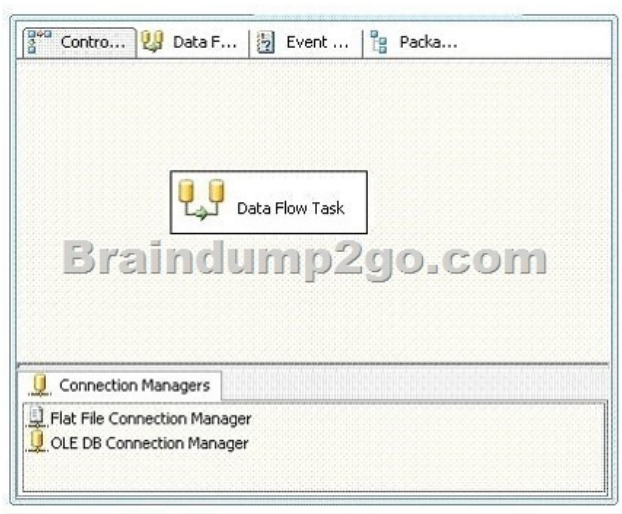 Contro... Data F... Event ... Packa...
Data Flow Task
Braindump2go.com
Connection Managers
Flat File Connection Manager
OLE DB Connection Manager